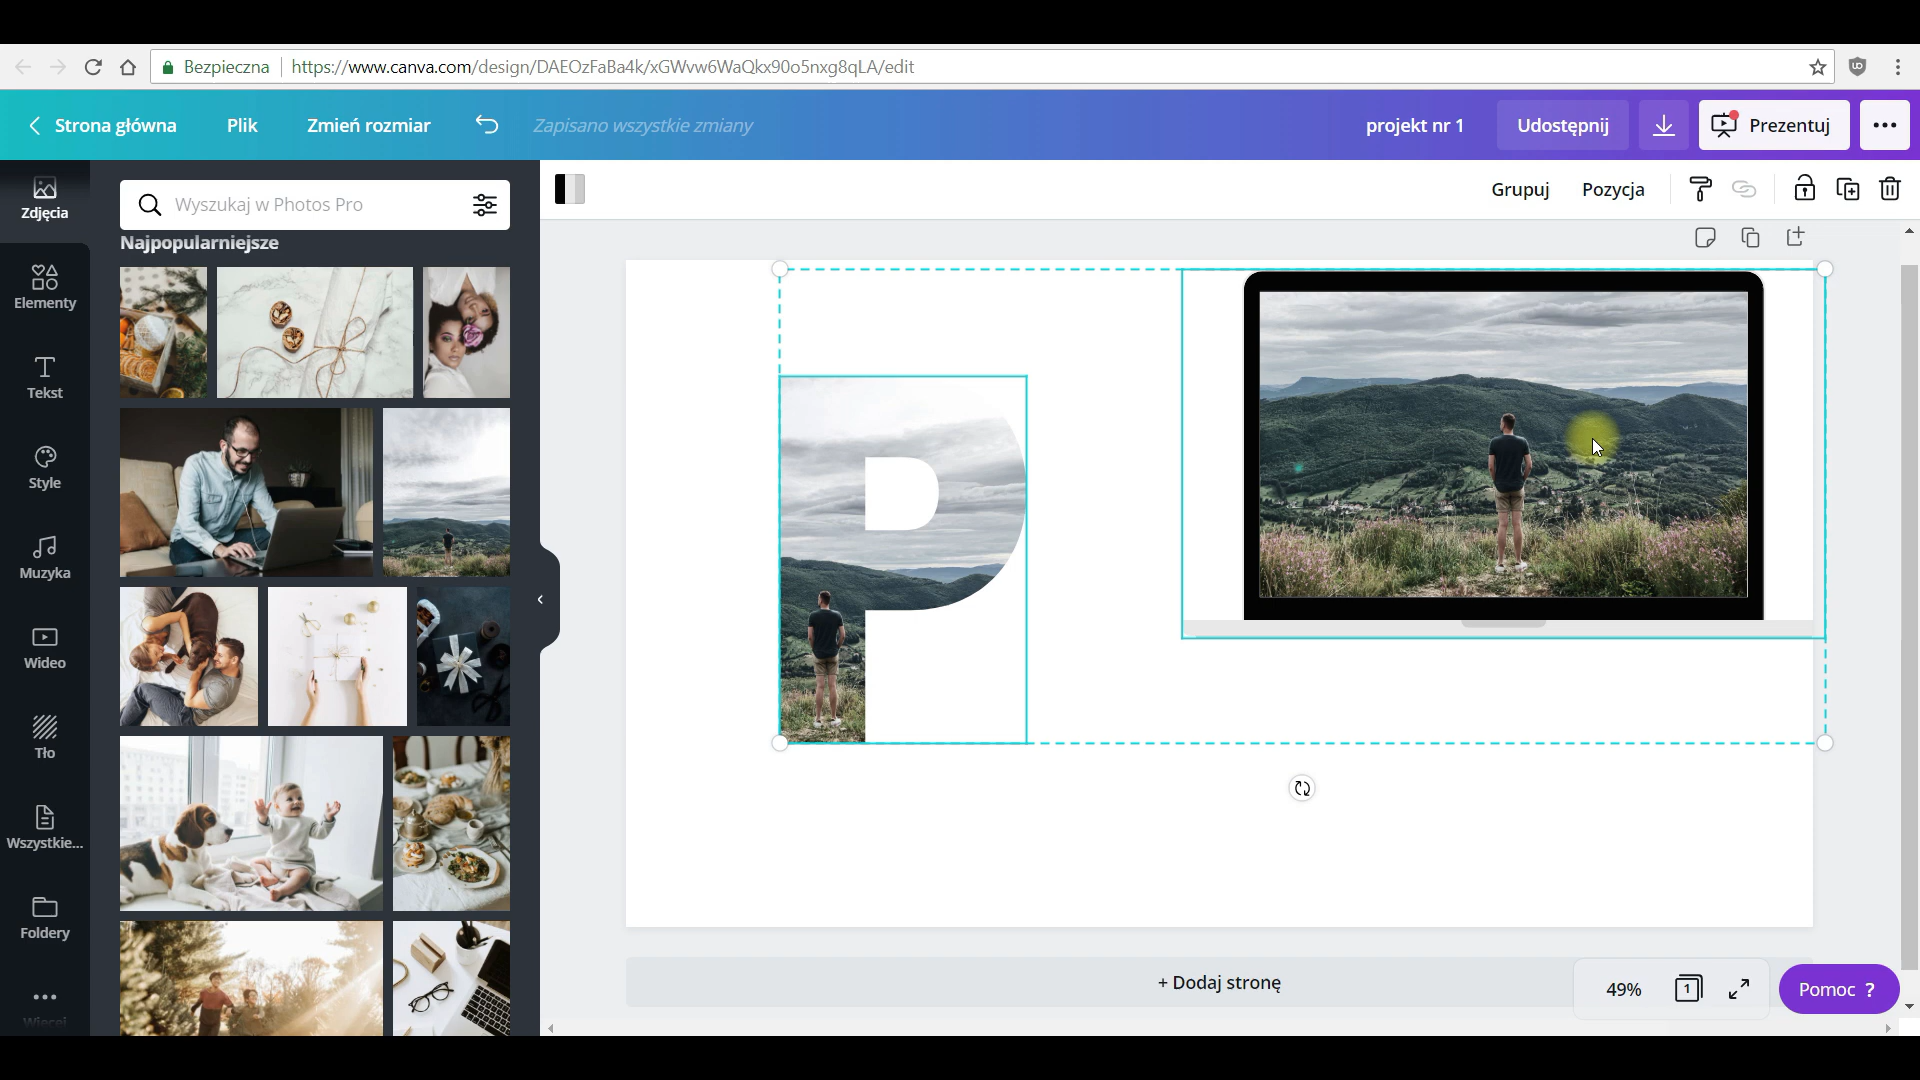 Bezpieczna https://www.canva.com/design/DAEOzFaBa4k/xGWvw6WaQkx90o5nxg8qLA/edit
Strona główna Plik Zmień rozmiar Zapisano wszystkie zmiany projekt nr 1 Udostępnij Prezentuj
Zdjęcia
Elementy
Tekst
Style
Muzyka
Wideo
Tło
Wszystkie...
Foldery
Więcej
Wyszukaj w Photos Pro
Najpopularniejsze
Grupuj Pozycja
P
+ Dodaj stronę
49% 1 Pomoc ?